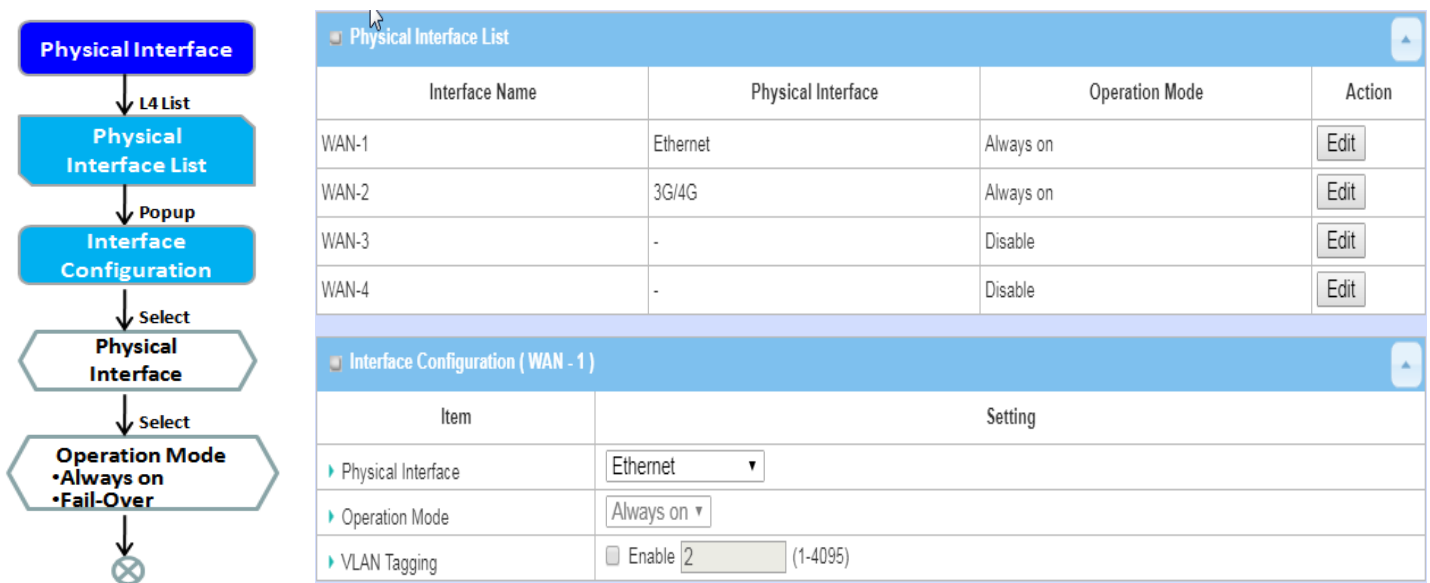 Physical Interface
L4 List
Physical
Interface List
Popup
Interface
Configuration
Select
Physical
Interface
Select
Operation Mode
•Always on
•Fail-Over
Physical Interface List
Interface Name Physical Interface Operation Mode Action
WAN-1 Ethernet Always on Edit
WAN-2 3G/4G Always on Edit
WAN-3 - Disable Edit
WAN-4 - Disable Edit
Interface Configuration ( WAN - 1 )
Item Setting
Physical Interface Ethernet
Operation Mode Always on
VLAN Tagging Enable 2 (1-4095)